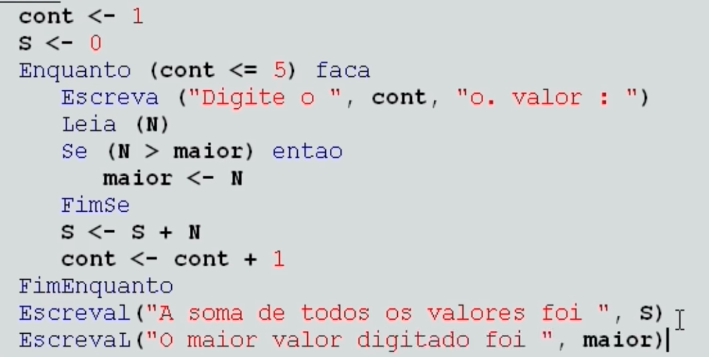 cont <- 1
S <- 0
Enquanto (cont <= 5) faca
Escreva ("Digite o ", cont, "o. valor : ")
Leia (N)
Se (N > maior) entao
maior <- N
FimSe
S <- S + N
cont <- cont + 1
FimEnquanto
Escreval("A soma de todos os valores foi ", S)
EscrevaL("O maior valor digitado foi ", maior)